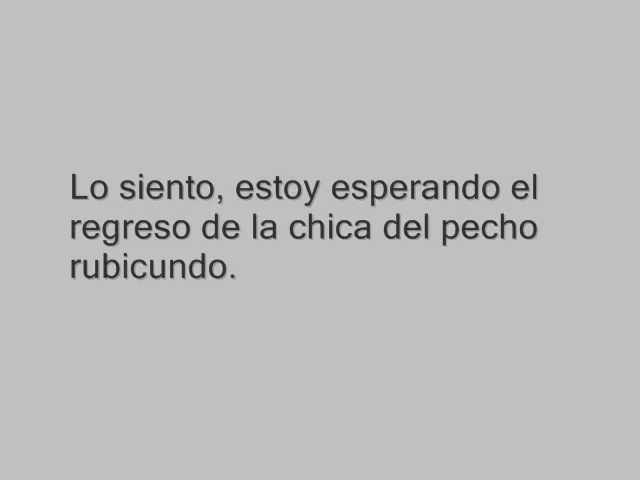 Lo siento, estoy esperando el
regreso de la chica del pecho
rubicundo.